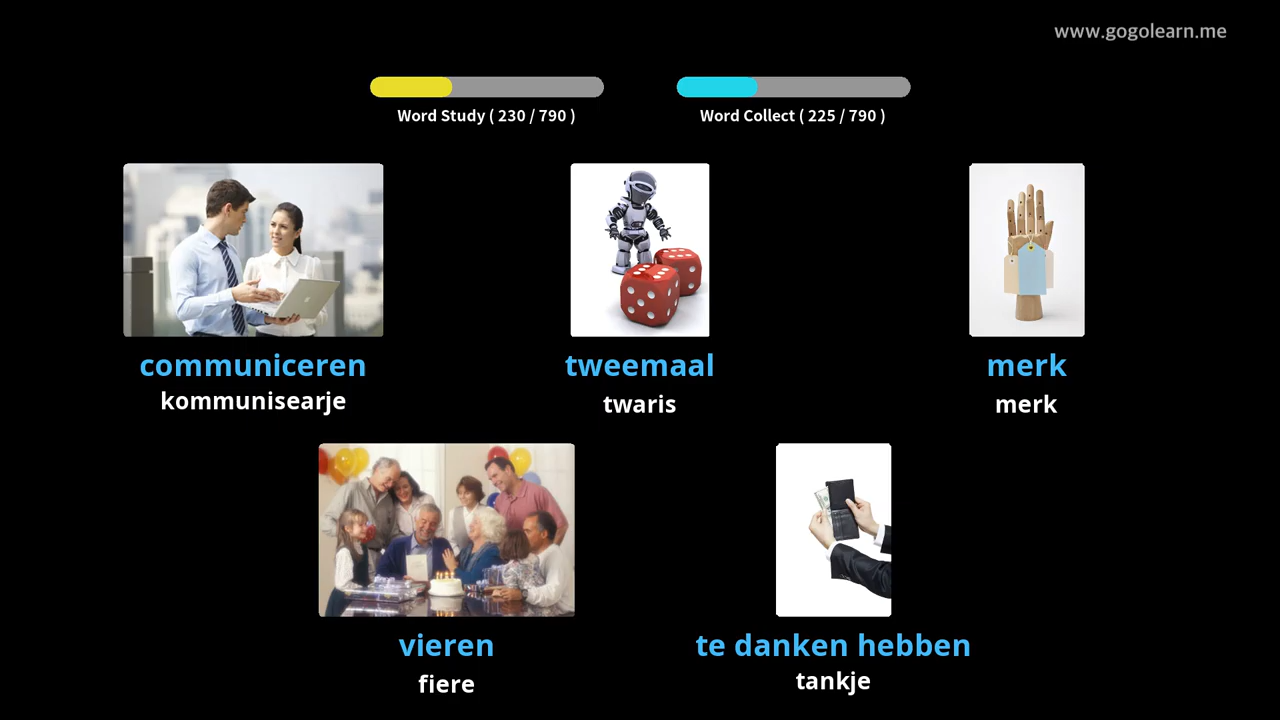 www.gogolearn.me
Word Study ( 230 / 790 )
Word Collect ( 225 / 790 )
communiceren
kommunisearje
tweemaal
twaris
merk
merk
vieren
fiere
te danken hebben
tankje